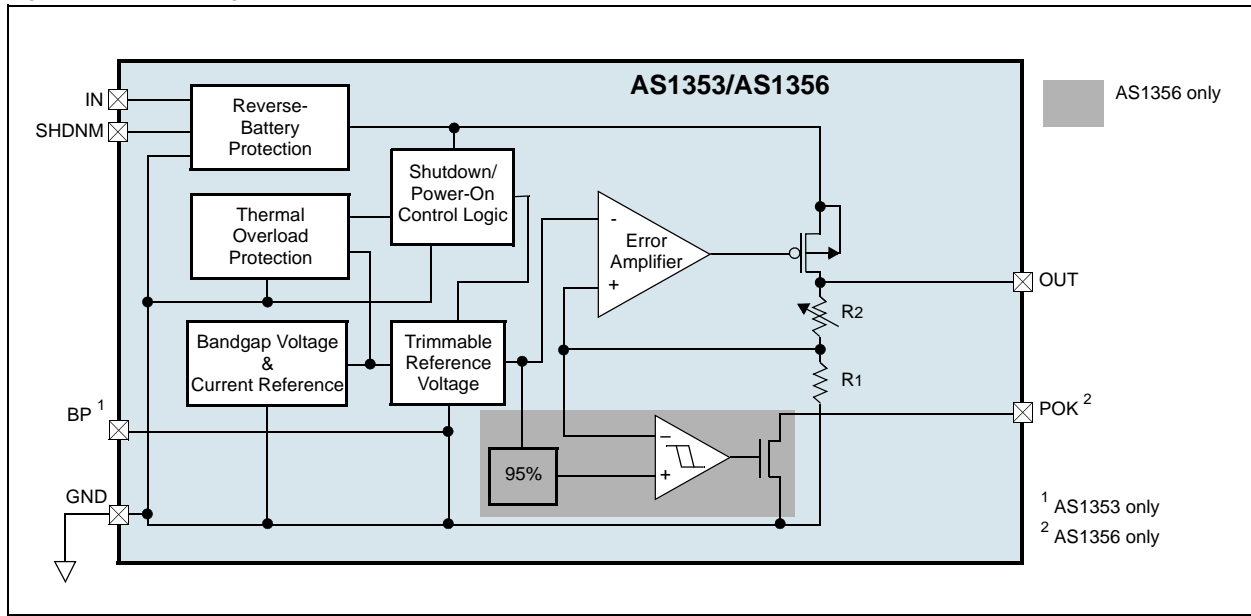 AS1353/AS1356
AS1356 only
IN
SHDNM
Reverse-
Battery
Protection
Shutdown/
Power-On
Control Logic
Thermal
Overload
Protection
-
Error
Amplifier
+
OUT
R2
Bandgap Voltage
&
Current Reference
Trimmable
Reference
Voltage
R1
BP 1
POK 2
–
95%
+
GND
1 AS1353 only
2 AS1356 only